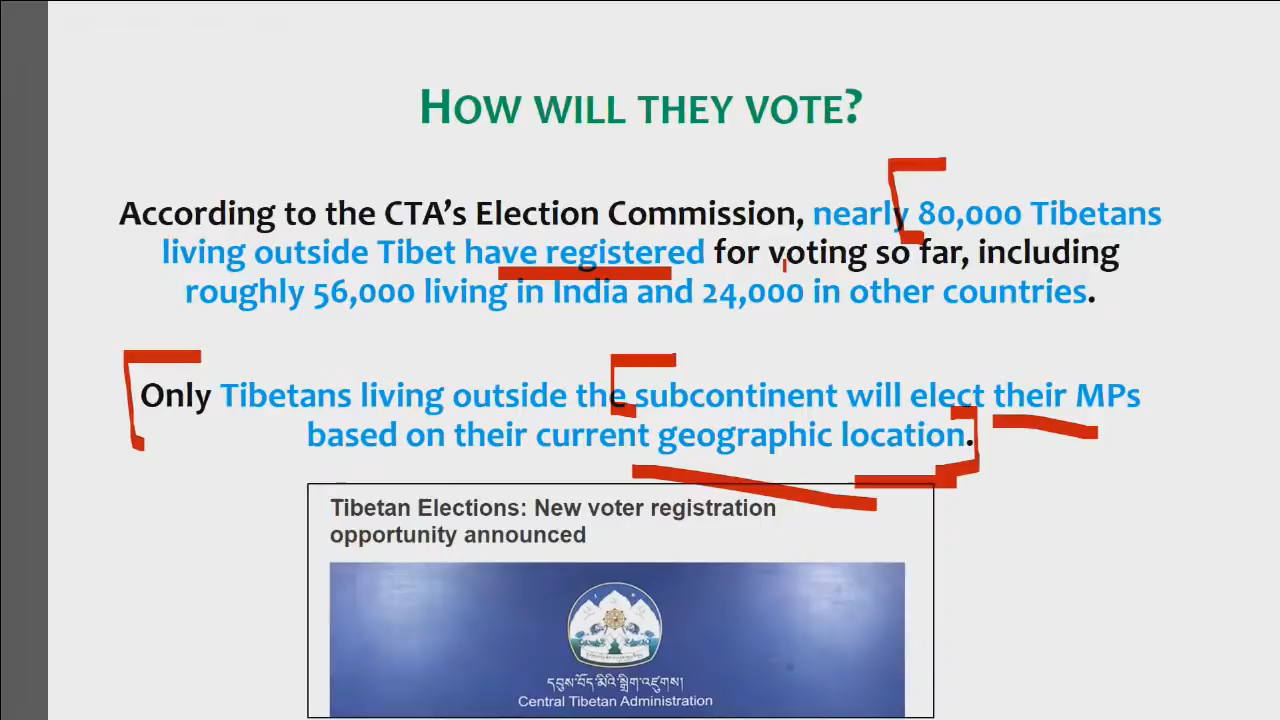 HOW WILL THEY VOTE?
According to the CTA’s Election Commission, nearly 80,000 Tibetans
living outside Tibet have registered for voting so far, including
roughly 56,000 living in India and 24,000 in other countries.
Only Tibetans living outside the subcontinent will elect their MPs
based on their current geographic location.
Tibetan Elections: New voter registration
opportunity announced
དབུས་བོད་མིའི་སྒྲིག་འཛུགས།
Central Tibetan Administration